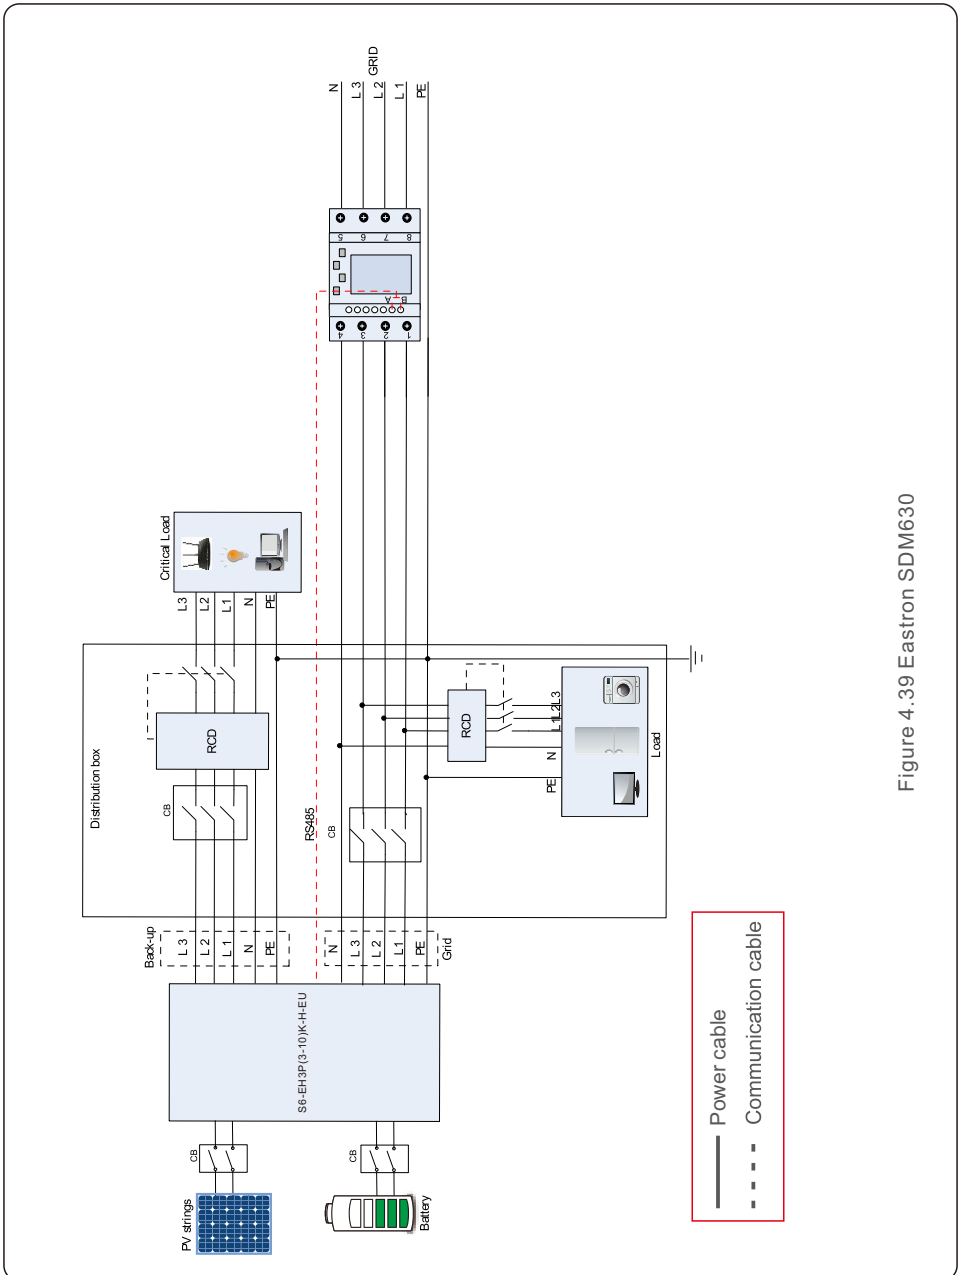 PV strings
CB
Battery
CB
S6-EH3P(3-10)K-H-EU
Back-up
L 3
L 2
L 1
N
PE
N
L 3
L 2
L1
PE
Grid
Distribution box
CB
RCD
RS485
CB
RCD
L3
L2
L1
N
PE
Critical Load
PE
N
L1
L2
L3
Load
4
3
2
1
A
B
5
6
7
8
N
L 3
L 2
L 1
PE
GRID
Power cable
Communication cable
Figure 4.39 Eastron SDM630